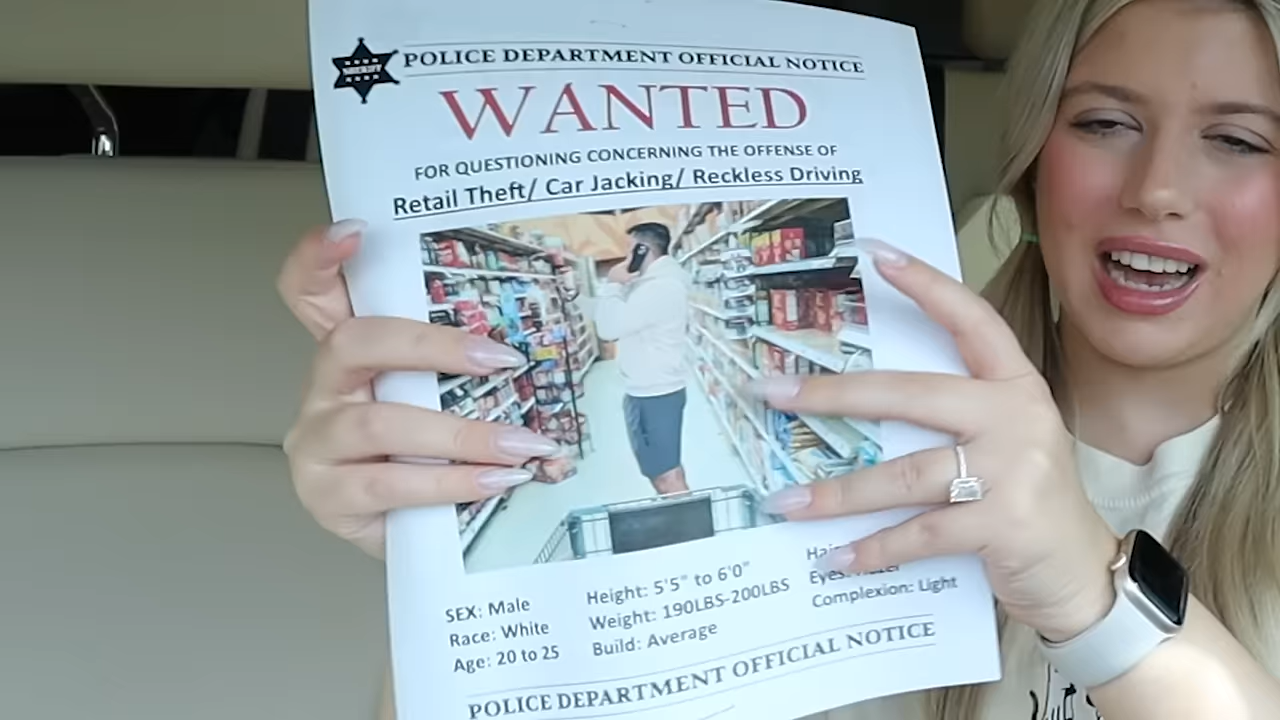 POLICE DEPARTMENT OFFICIAL NOTICE
WANTED
FOR QUESTIONING CONCERNING THE OFFENSE OF
Retail Theft/ Car Jacking/ Reckless Driving
SEX: Male
Race: White
Age: 20 to 25
Height: 5'5" to 6'0"
Weight: 190LBS-200LBS
Build: Average
Complexion: Light
POLICE DEPARTMENT OFFICIAL NOTICE